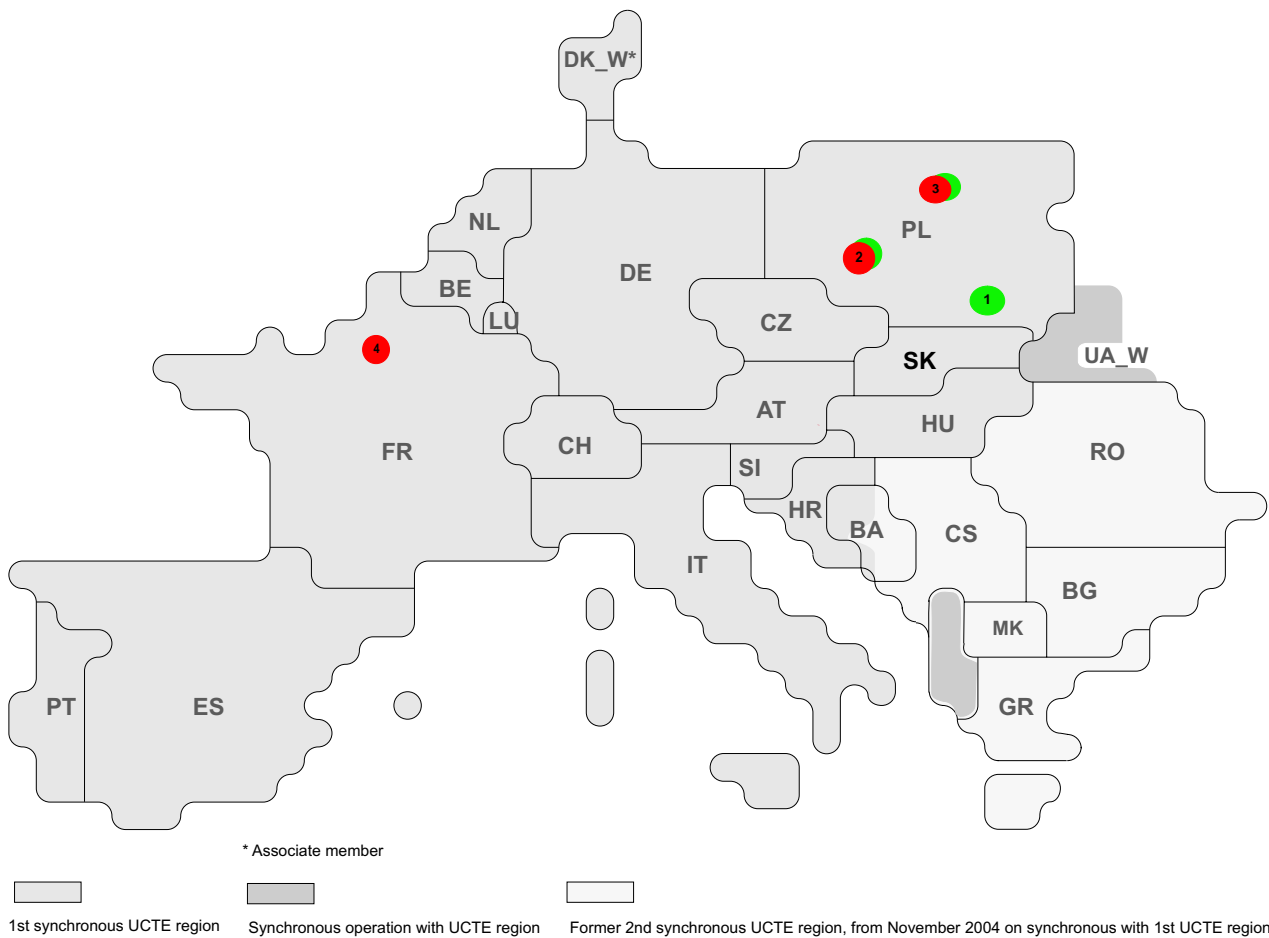 DK_W*
3
NL
PL
2
DE
BE
1
LU
CZ
4
SK
UA_W
AT
HU
FR
CH
RO
SI
HR
BA
CS
IT
BG
MK
PT
ES
GR
* Associate member
1st synchronous UCTE region
Synchronous operation with UCTE region
Former 2nd synchronous UCTE region, from November 2004 on synchronous with 1st UCTE region